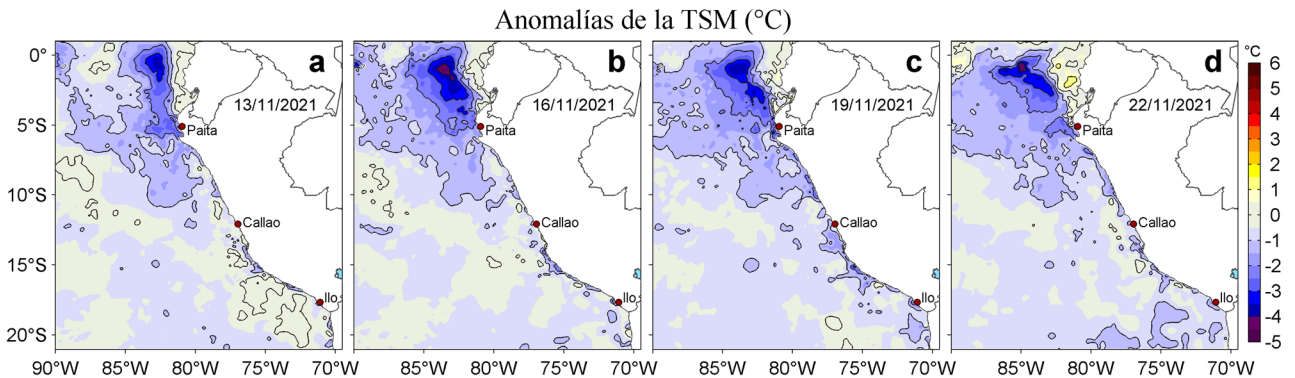 Anomalías de la TSM (°C)
a
13/11/2021
Paita
Callao
Ilo
0°
5°S
10°S
15°S
20°S
90°W
85°W
80°W
75°W
70°W
b
16/11/2021
Paita
Callao
Ilo
85°W
80°W
75°W
70°W
c
19/11/2021
Paita
Callao
Ilo
85°W
80°W
75°W
70°W
d
22/11/2021
Paita
Callao
Ilo
85°W
80°W
75°W
70°W
°C
6
5
4
3
2
1
0
-1
-2
-3
-4
-5